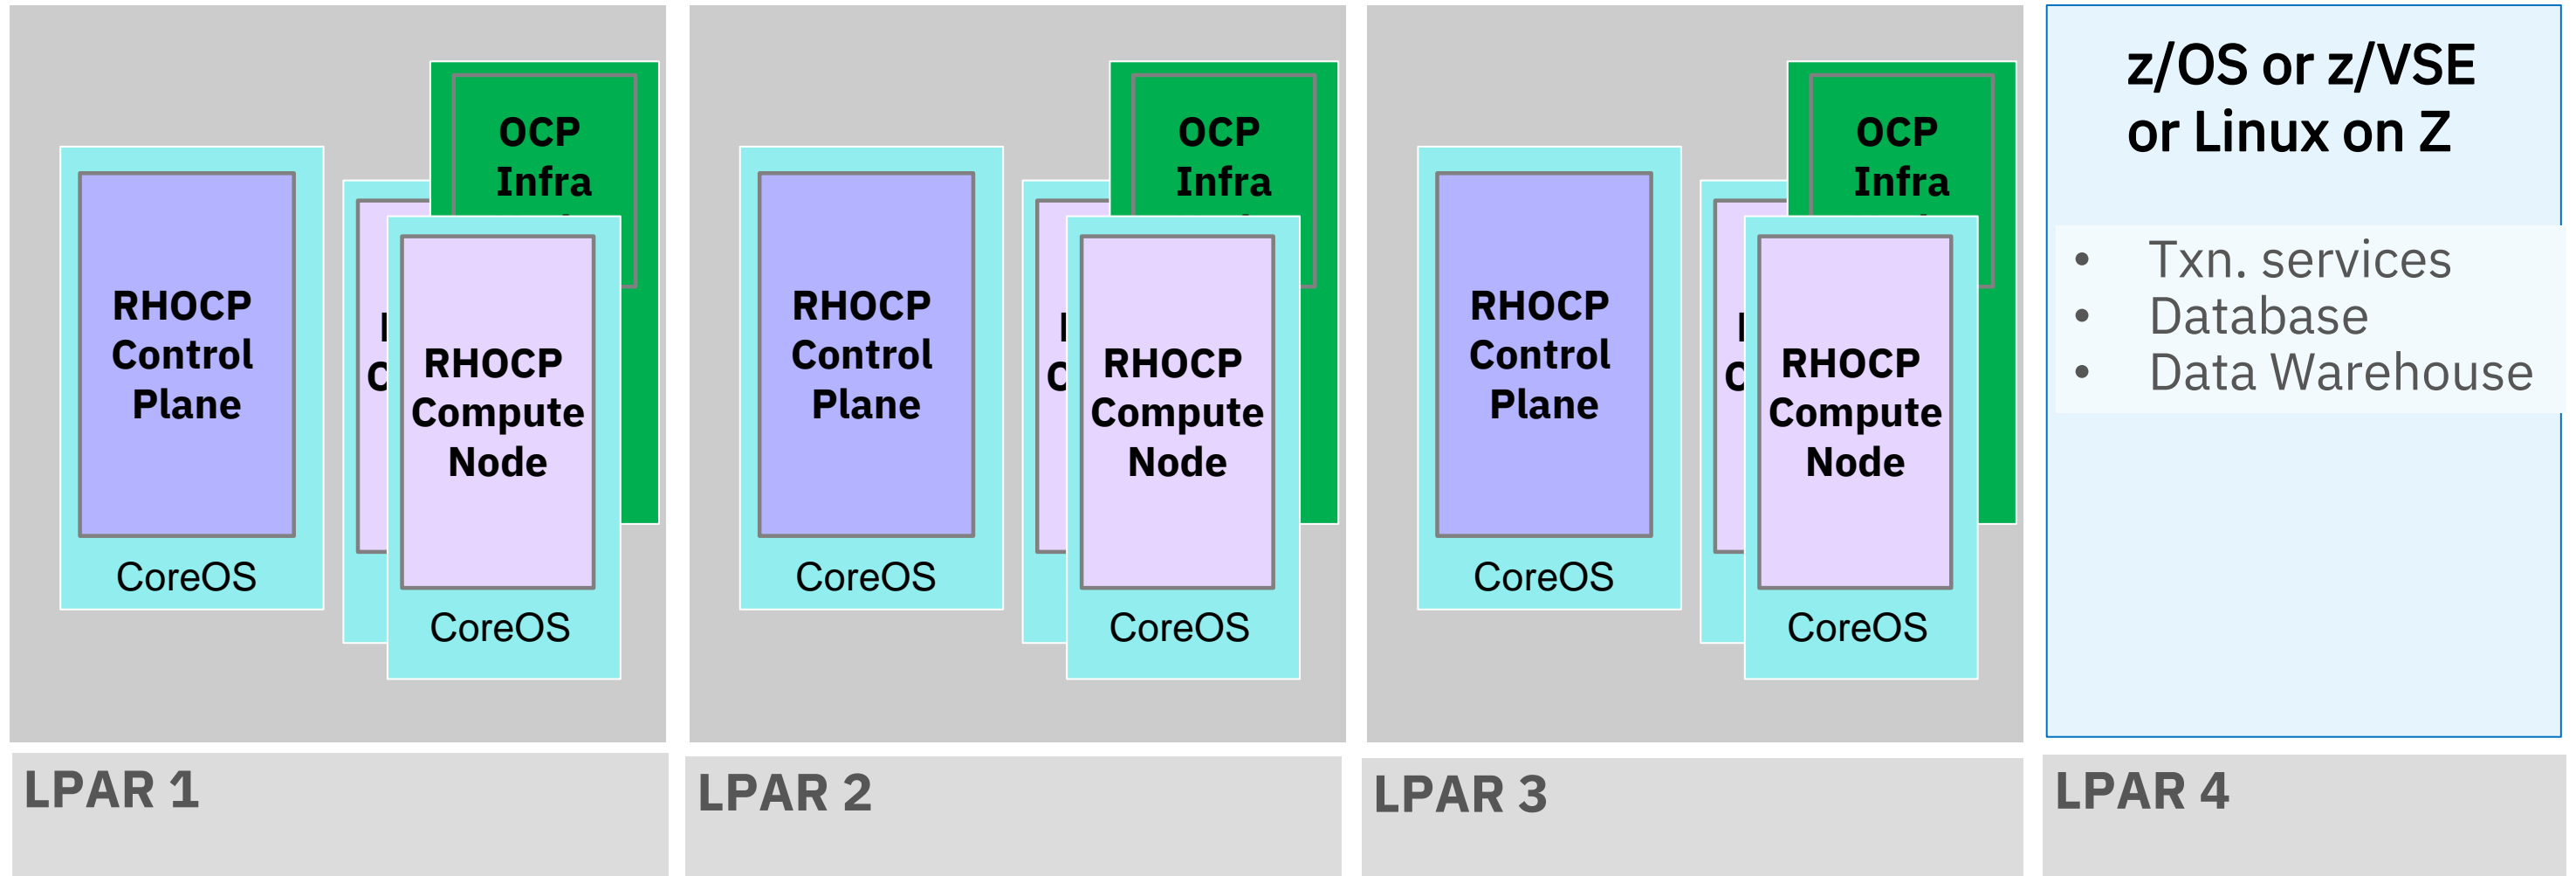 OCP
Infra
RHOCP
Control
Plane
CoreOS
C
RHOCP
Compute
Node
CoreOS
LPAR 1
OCP
Infra
RHOCP
Control
Plane
CoreOS
C
RHOCP
Compute
Node
CoreOS
LPAR 2
OCP
Infra
RHOCP
Control
Plane
CoreOS
C
RHOCP
Compute
Node
CoreOS
LPAR 3
z/OS or z/VSE
or Linux on Z
• Txn. services
• Database
• Data Warehouse
LPAR 4